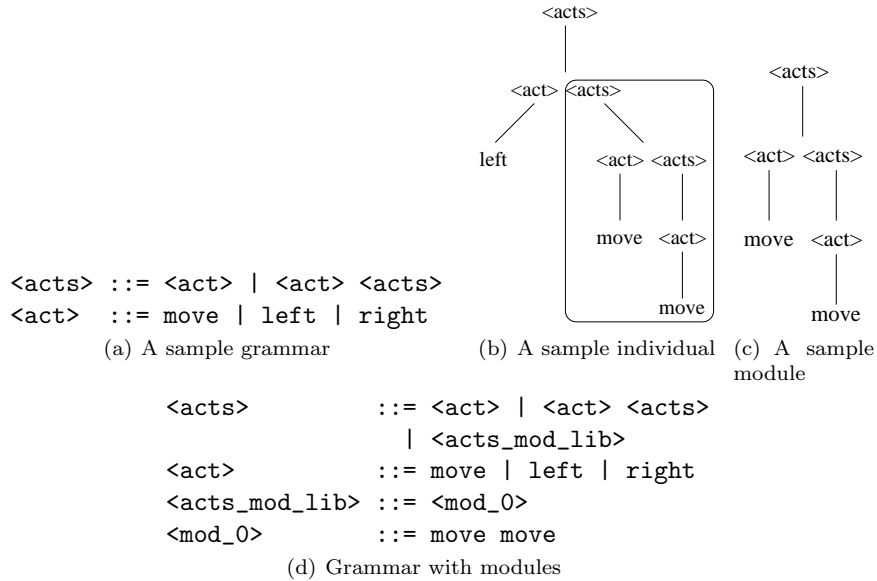 <acts>
<act> <acts>
left
<act> <acts>
move <act>
move
<acts>
<act> <acts>
move <act>
move
<acts> ::= <act> | <act> <acts>
<act> ::= move | left | right
(a) A sample grammar
(b) A sample individual
(c) A sample
module
<acts> ::= <act> | <act> <acts>
| <acts_mod_lib>
<act> ::= move | left | right
<acts_mod_lib> ::= <mod_0>
<mod_0> ::= move move
(d) Grammar with modules